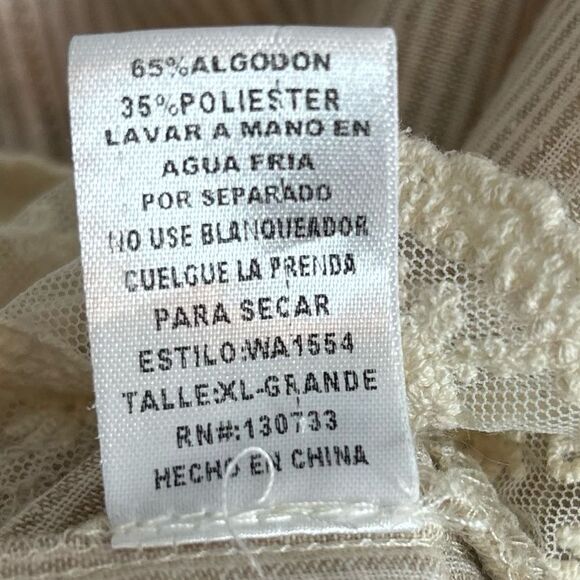 65%ALGODON
35%POLIESTER
LAVAR A MANO EN
AGUA FRIA
POR SEPARADO
NO USE BLANQUEADOR
CUELGUE LA PRENDA
PARA SECAR
ESTILO:WA1554
TALLE:XL-GRANDE
RN#:130733
HECHO EN CHINA